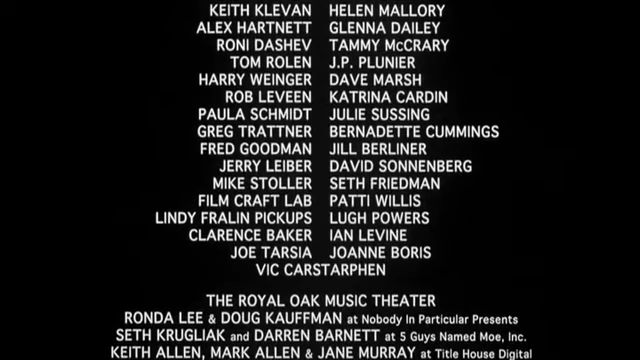 KEITH KLEVAN HELEN MALLORY
ALEX HARTNETT GLENNA DAILEY
RONI DASHEV TAMMY McCRARY
TOM ROLEN J.P. PLUNIER
HARRY WEINGER DAVE MARSH
ROB LEVEEN KATRINA CARDIN
PAULA SCHMIDT JULIE SUSSING
GREG TRATTNER BERNADETTE CUMMINGS
FRED GOODMAN JILL BERLINER
JERRY LEIBER DAVID SONNENBERG
MIKE STOLLER SETH FRIEDMAN
FILM CRAFT LAB PATTI WILLIS
LINDY FRALIN PICKUPS LUGH POWERS
CLARENCE BAKER IAN LEVINE
JOE TARSIA JOANNE BORIS
VIC CARSTARPHEN
THE ROYAL OAK MUSIC THEATER
RONDA LEE & DOUG KAUFFMAN at Nobody In Particular Presents
SETH KRUGLIAK and DARREN BARNETT at 5 Guys Named Moe, Inc.
KEITH ALLEN, MARK ALLEN & JANE MURRAY at Title House Digital